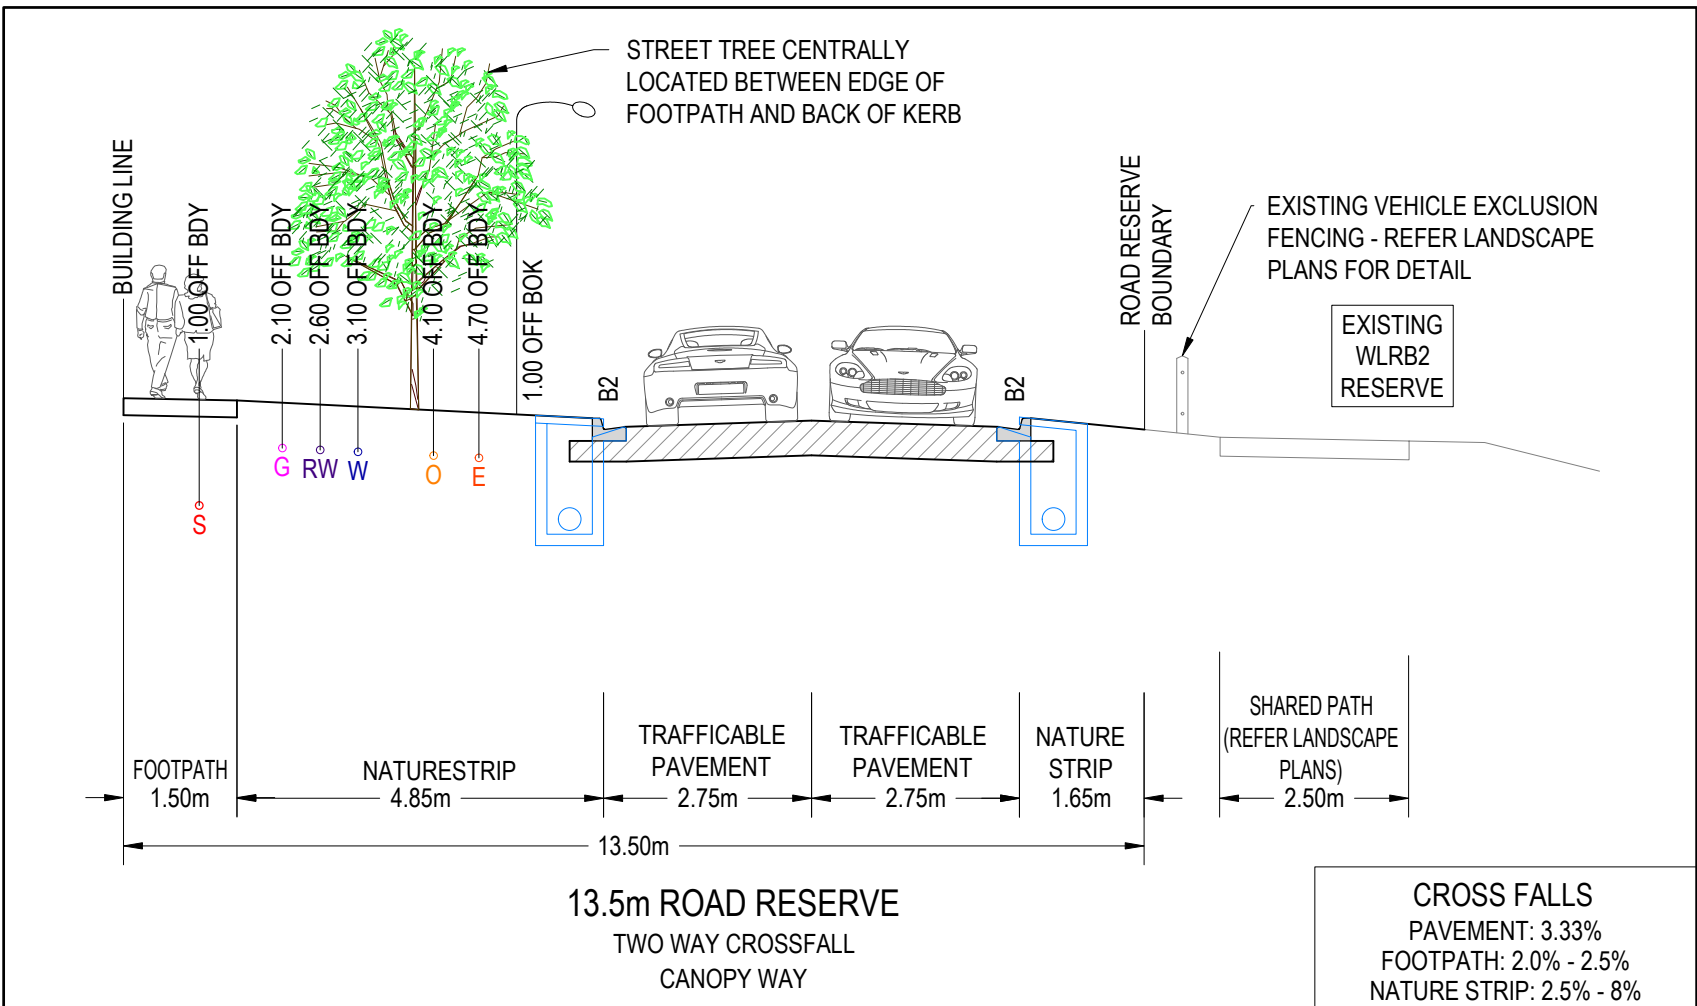 STREET TREE CENTRALLY
LOCATED BETWEEN EDGE OF
FOOTPATH AND BACK OF KERB
BUILDING LINE
1.00 OFF BDY
2.10 OFF BDY
2.60 OFF BDY
3.10 OFF BDY
4.10 OFF BDY
4.70 OFF BDY
1.00 OFF BOK
B2
B2
ROAD RESERVE
BOUNDARY
EXISTING VEHICLE EXCLUSION
FENCING - REFER LANDSCAPE
PLANS FOR DETAIL
EXISTING
WLRB2
RESERVE
G
RW
W
O
E
S
FOOTPATH
1.50m
NATURESTRIP
4.85m
TRAFFICABLE
PAVEMENT
2.75m
TRAFFICABLE
PAVEMENT
2.75m
NATURE
STRIP
1.65m
SHARED PATH
(REFER LANDSCAPE
PLANS)
2.50m
13.50m
13.5m ROAD RESERVE
TWO WAY CROSSFALL
CANOPY WAY
CROSS FALLS
PAVEMENT: 3.33%
FOOTPATH: 2.0% - 2.5%
NATURE STRIP: 2.5% - 8%